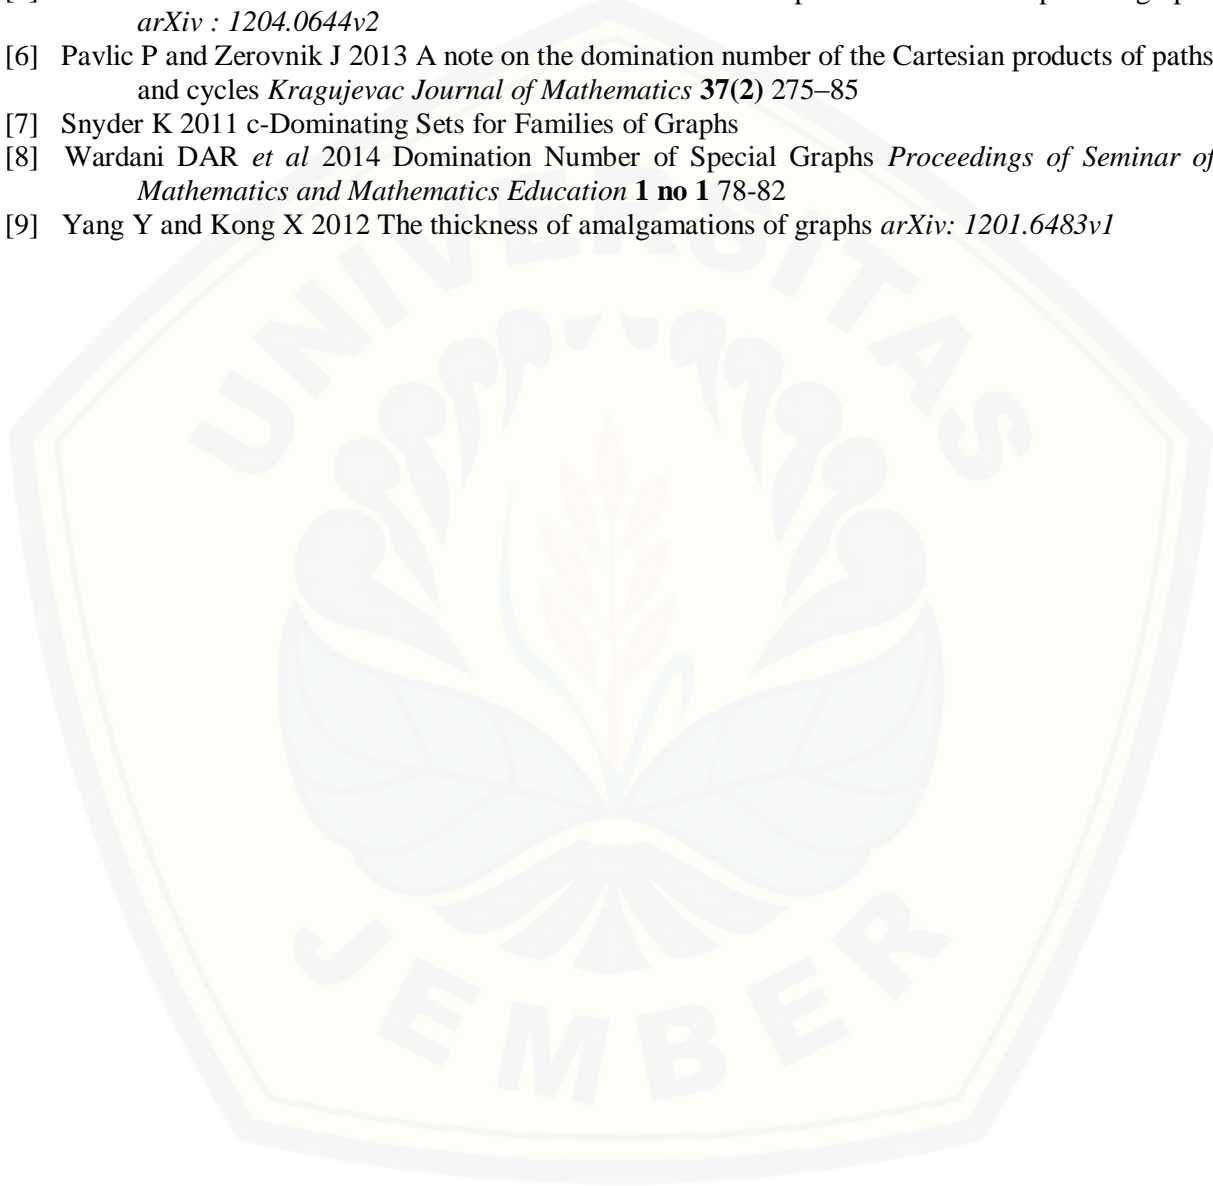 arXiv : 1204.0644v2
[6] Pavlic P and Zerovnik J 2013 A note on the domination number of the Cartesian products of paths
and cycles Kragujevac Journal of Mathematics 37(2) 275–85
[7] Snyder K 2011 c-Dominating Sets for Families of Graphs
[8] Wardani DAR et al 2014 Domination Number of Special Graphs Proceedings of Seminar of
Mathematics and Mathematics Education 1 no 1 78-82
[9] Yang Y and Kong X 2012 The thickness of amalgamations of graphs arXiv: 1201.6483v1
UNIVERSITAS
JEMBER